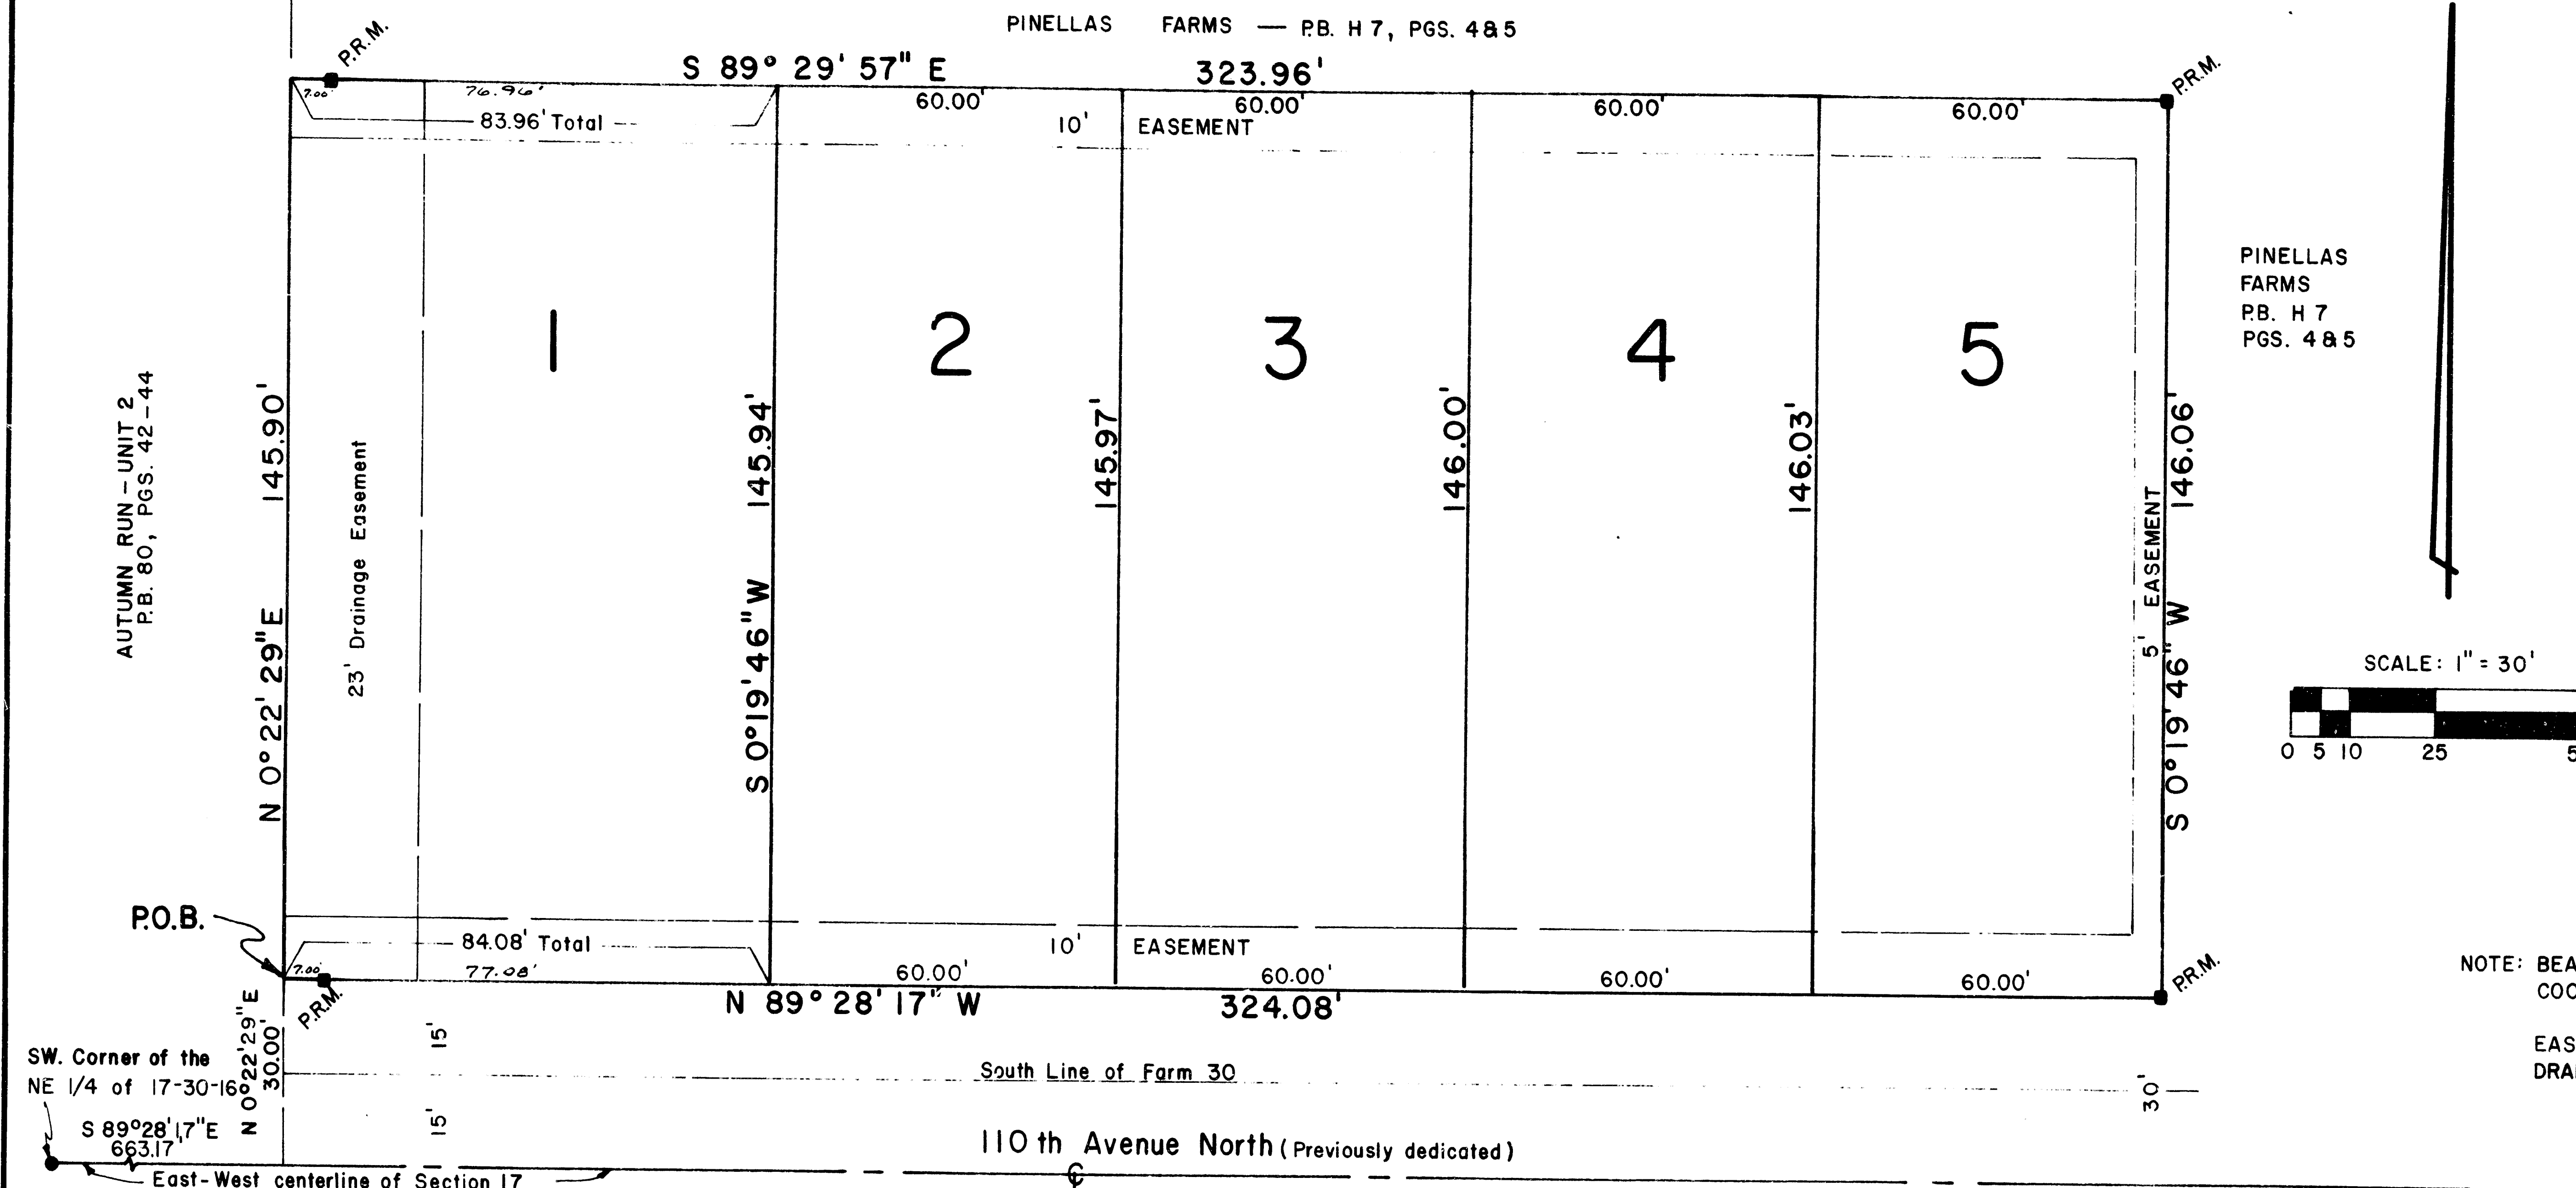 PINELLAS FARMS — P.B. H 7, PGS. 4&5
P.R.M.
S 89° 29' 57" E 323.96'
P.R.M.
7.00' 76.96' 60.00' 60.00' 60.00' 60.00'
83.96' Total
10' EASEMENT
1
2
3
4
5
PINELLAS
FARMS
P.B. H 7
PGS. 4&5
AUTUMN RUN-UNIT 2
P.B. 80, PGS. 42-44
N 0° 22' 29" E 145.90'
23' Drainage Easement
S 0° 19' 46" W 145.94'
145.97'
146.00'
146.03'
5' EASEMENT
S 0° 19' 46" W 146.06'
SCALE: 1" = 30'
0 5 10 25
P.O.B.
84.08' Total
10' EASEMENT
7.00' 77.08' 60.00' 60.00' 60.00' 60.00'
P.R.M.
N 89° 28' 17" W 324.08'
P.R.M.
NOTE:
EAS
DRA
N 0° 22' 29" E
30.00'
15'
SW. Corner of the
NE 1/4 of 17-30-16
South Line of Farm 30
30'
S 89° 28' 17" E
663.17'
15'
110 th Avenue North (Previously dedicated)
East-West centerline of Section 17